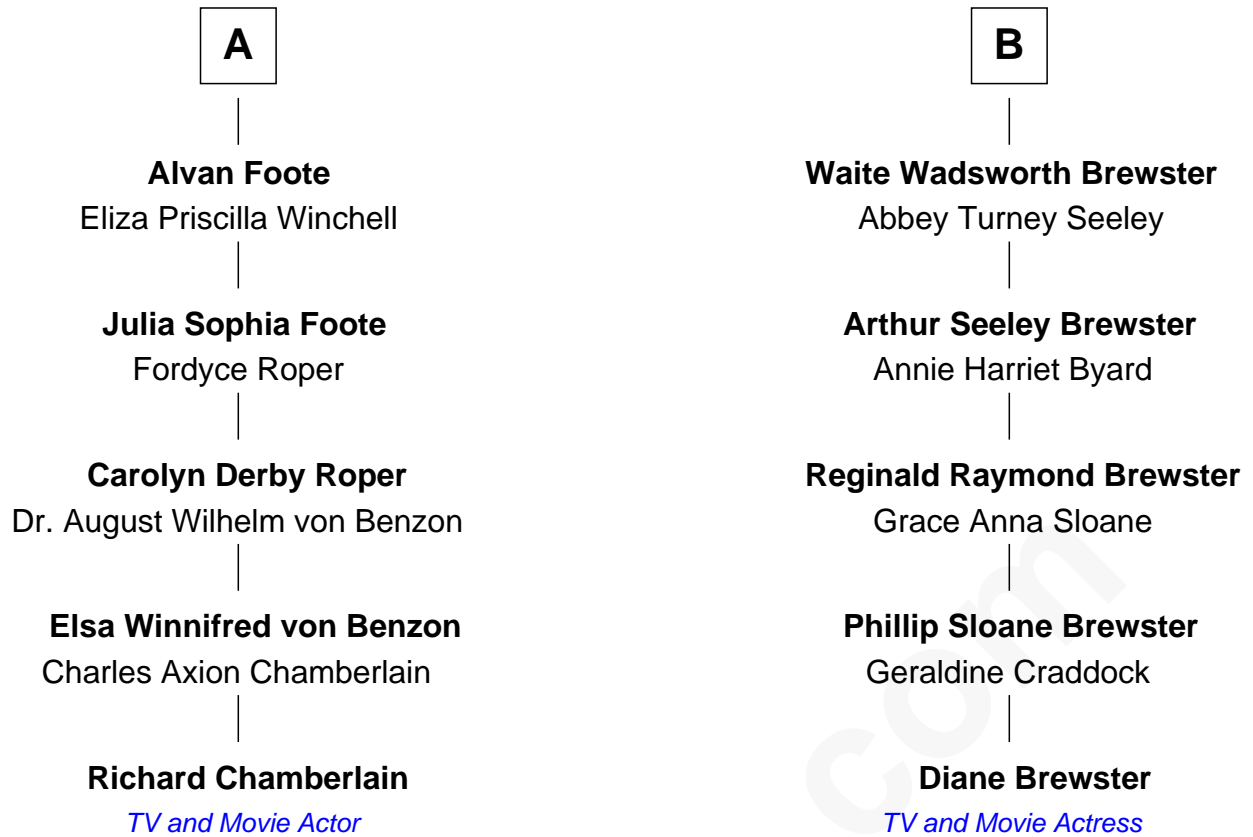 A
Alvan Foote
Eliza Priscilla Winchell
Julia Sophia Foote
Fordyce Roper
Carolyn Derby Roper
Dr. August Wilhelm von Benzon
Elsa Winnifred von Benzon
Charles Axion Chamberlain
Richard Chamberlain
TV and Movie Actor
B
Waite Wadsworth Brewster
Abbey Turney Seeley
Arthur Seeley Brewster
Annie Harriet Byard
Reginald Raymond Brewster
Grace Anna Sloane
Phillip Sloane Brewster
Geraldine Craddock
Diane Brewster
TV and Movie Actress
com